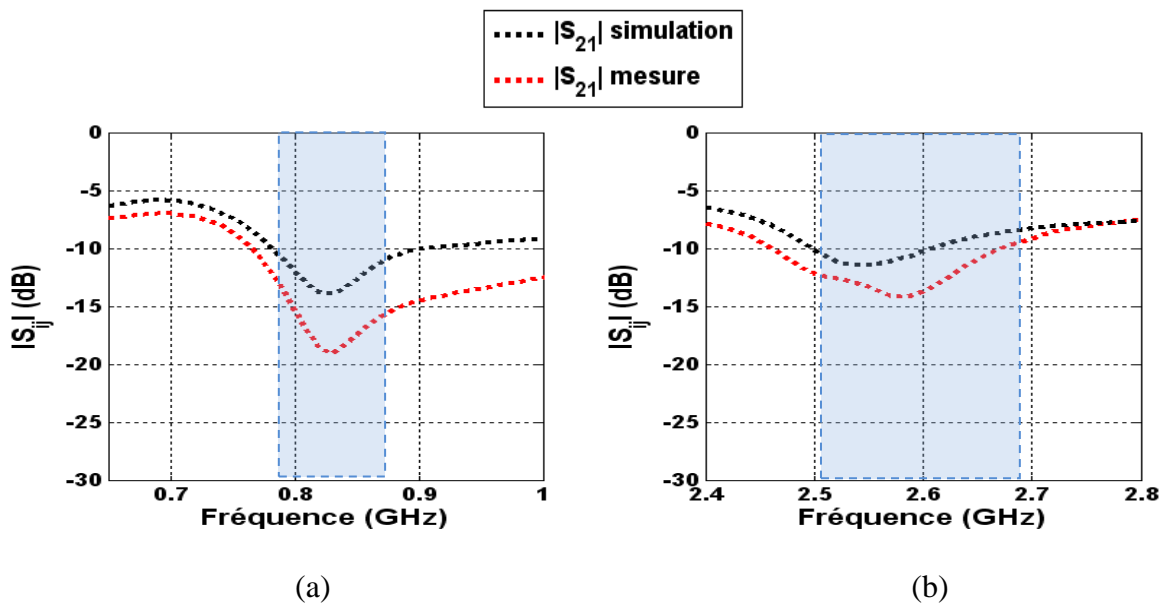 |S21| simulation
|S21| mesure
0
-5
-10
-15
-20
-25
-30
|Sij| (dB)
0.7
0.8
0.9
1
Fréquence (GHz)
(a)
0
-5
-10
-15
-20
-25
-30
|Sij| (dB)
2.4
2.5
2.6
2.7
2.8
Fréquence (GHz)
(b)